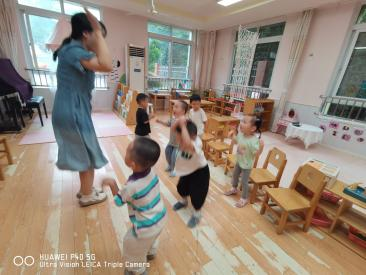 HUAWEI P40 5G
Ultra Vision LEICA Triple Camera